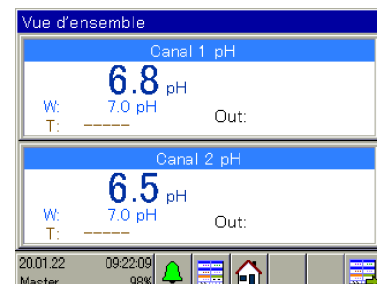 Vue d'ensemble
Canal 1 pH
6.8 pH
W: 7.0 pH
Out:
T: -----
Canal 2 pH
6.5 pH
W: 7.0 pH
Out:
T: -----
20.01.22 09:22:09
Master 98%